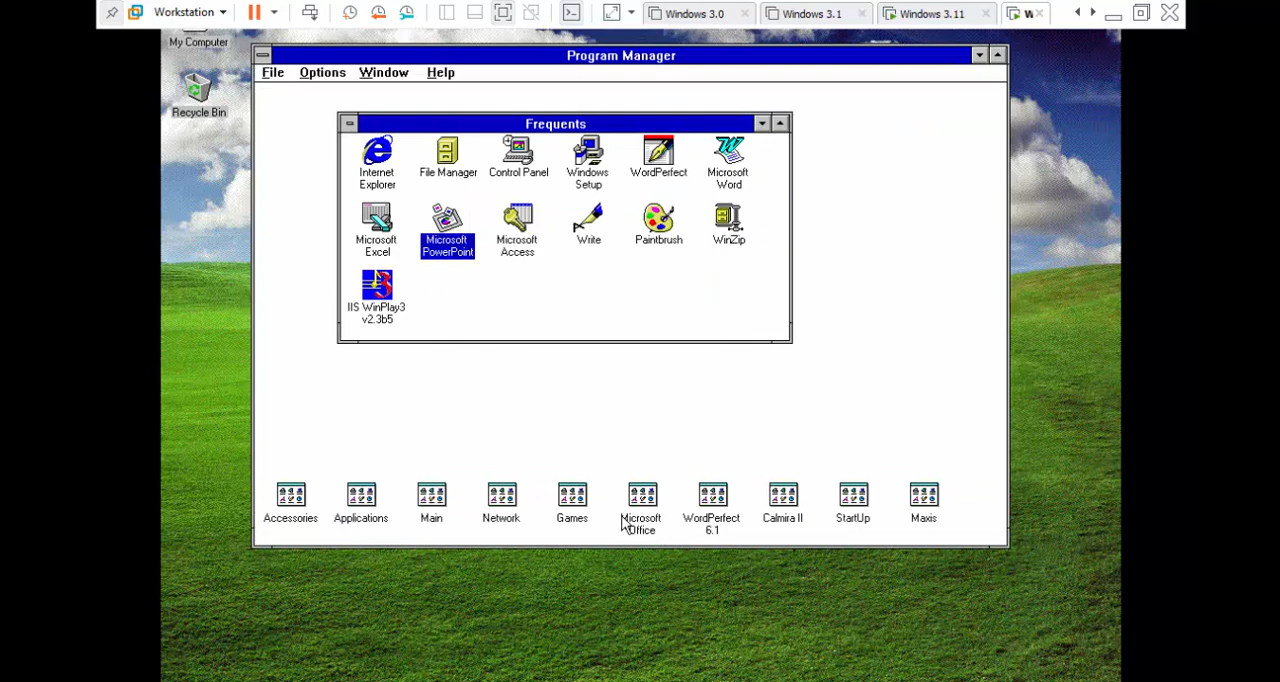 Workstation
Windows 3.0
Windows 3.1
Windows 3.11
My Computer
Recycle Bin
Program Manager
File Options Window Help
Frequents
Internet
Explorer
File Manager
Control Panel
Windows
Setup
WordPerfect
Microsoft
Word
Microsoft
Excel
Microsoft
PowerPoint
Microsoft
Access
Write
Paintbrush
WinZip
IIS WinPlay3
v2.3b5
Accessories
Applications
Main
Network
Games
Microsoft
Office
WordPerfect
6.1
Calmira II
StartUp
Maxis